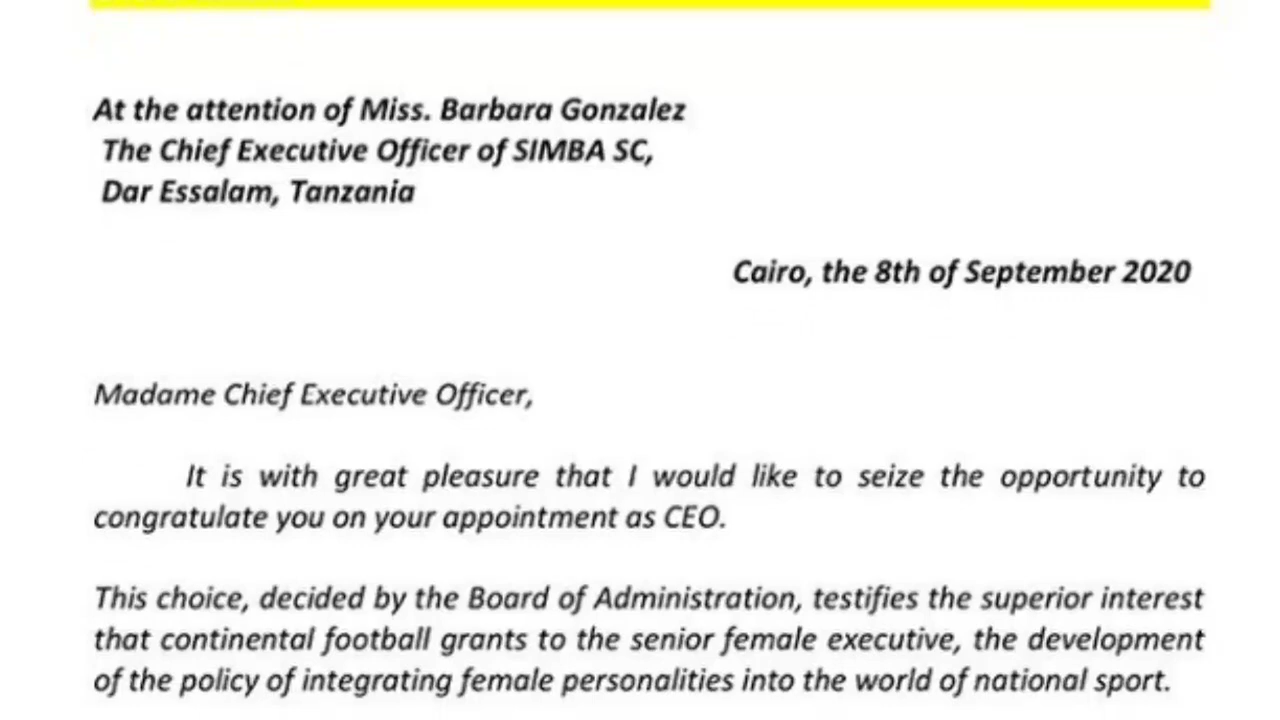 At the attention of Miss. Barbara Gonzalez
The Chief Executive Officer of SIMBA SC,
Dar Essalam, Tanzania
Cairo, the 8th of September 2020
Madame Chief Executive Officer,
It is with great pleasure that I would like to seize the opportunity to
congratulate you on your appointment as CEO.
This choice, decided by the Board of Administration, testifies the superior interest
that continental football grants to the senior female executive, the development
of the policy of integrating female personalities into the world of national sport.